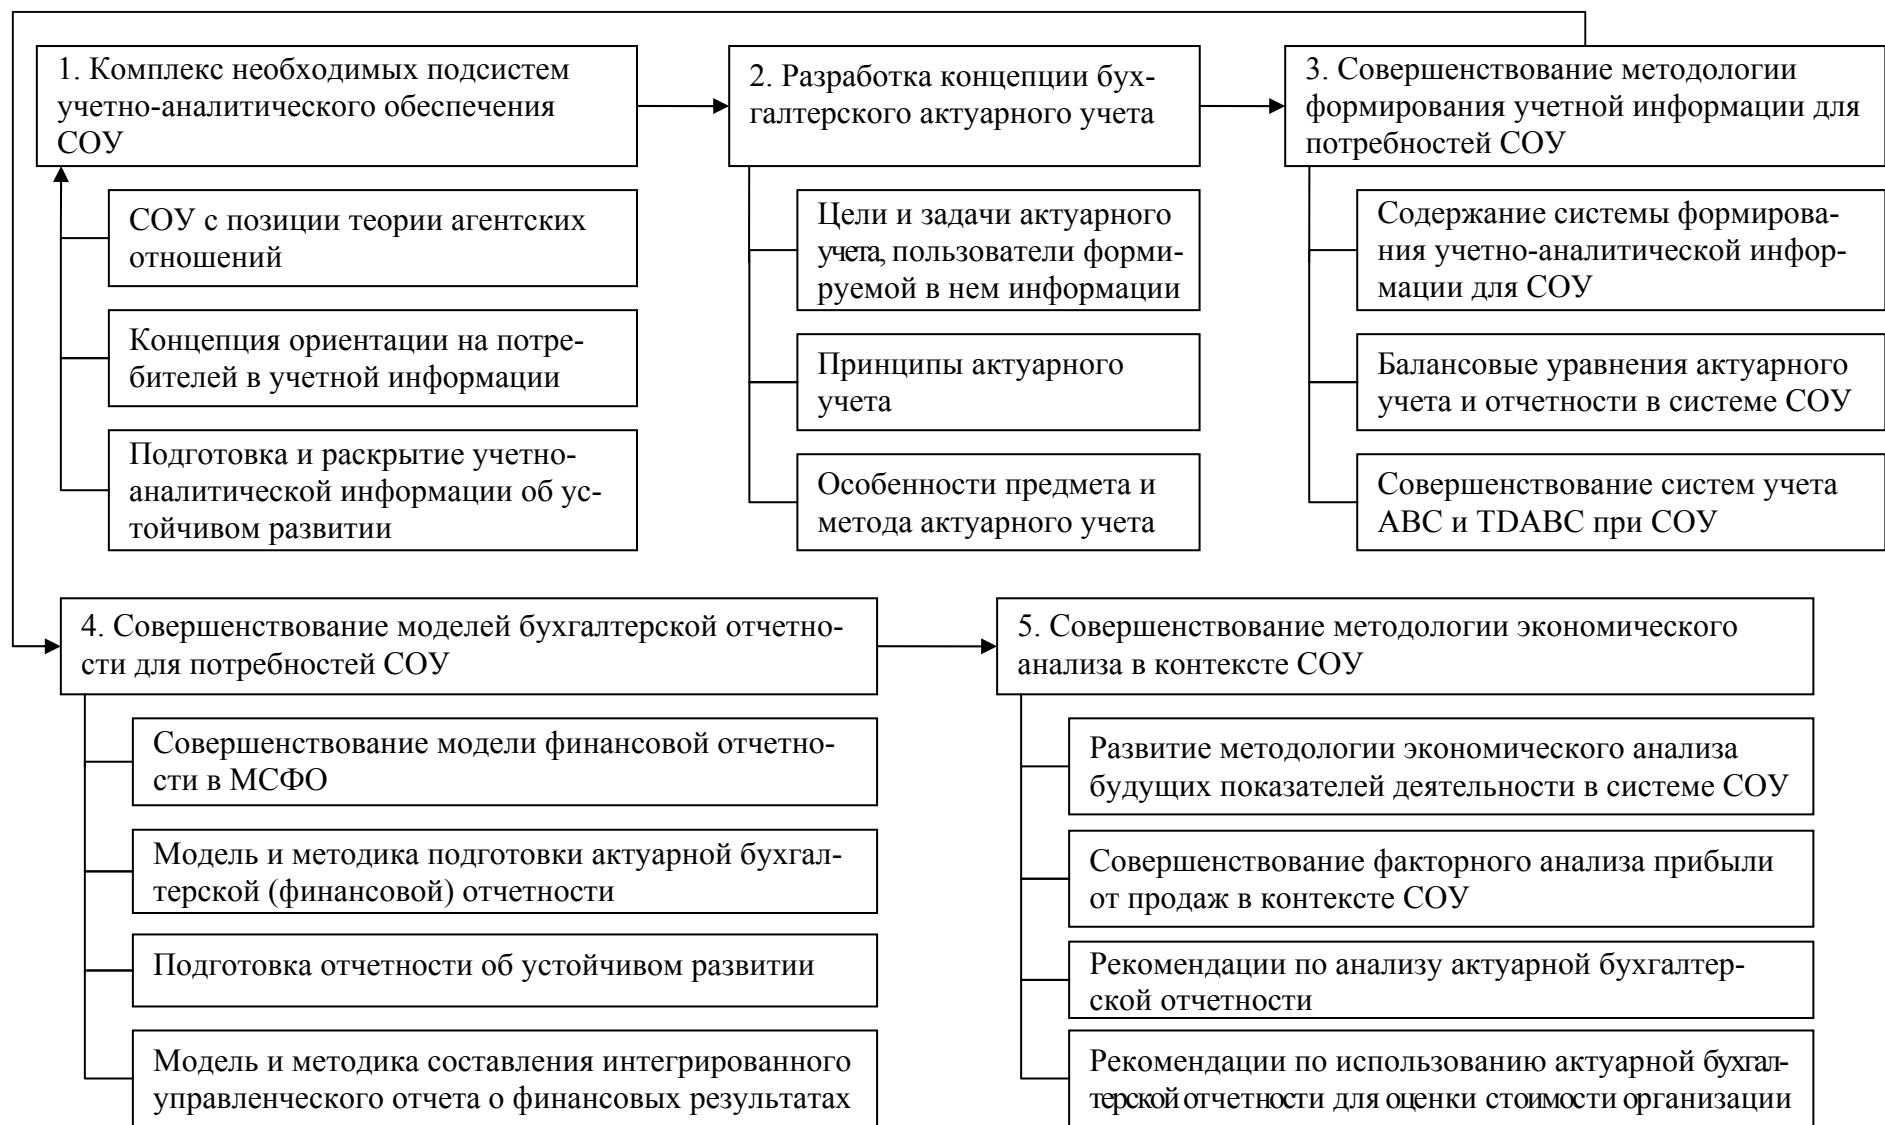 1. Комплекс необходимых подсистем
учетно-аналитического обеспечения
СОУ
СОУ с позиции теории агентских
отношений
Концепция ориентации на потре-
бителей в учетной информации
Подготовка и раскрытие учетно-
аналитической информации об ус-
тойчивом развитии
2. Разработка концепции бух-
галтерского актуарного учета
Цели и задачи актуарного
учета, пользователи форми-
руемой в нем информации
Принципы актуарного
учета
Особенности предмета и
метода актуарного учета
3. Совершенствование методологии
формирования учетной информации для
потребностей СОУ
Содержание системы формирова-
ния учетно-аналитической инфор-
мации для СОУ
Балансовые уравнения актуарного
учета и отчетности в системе СОУ
Совершенствование систем учета
АВС и TDABC при СОУ
4. Совершенствование моделей бухгалтерской отчетно-
сти для потребностей СОУ
Совершенствование модели финансовой отчетно-
сти в МСФО
Модель и методика подготовки актуарной бухгал-
терской (финансовой) отчетности
Подготовка отчетности об устойчивом развитии
Модель и методика составления интегрированного
управленческого отчета о финансовых результатах
5. Совершенствование методологии экономического
анализа в контексте СОУ
Развитие методологии экономического анализа
будущих показателей деятельности в системе СОУ
Совершенствование факторного анализа прибыли
от продаж в контексте СОУ
Рекомендации по анализу актуарной бухгалтер-
ской отчетности
Рекомендации по использованию актуарной бухгал-
терской отчетности для оценки стоимости организации